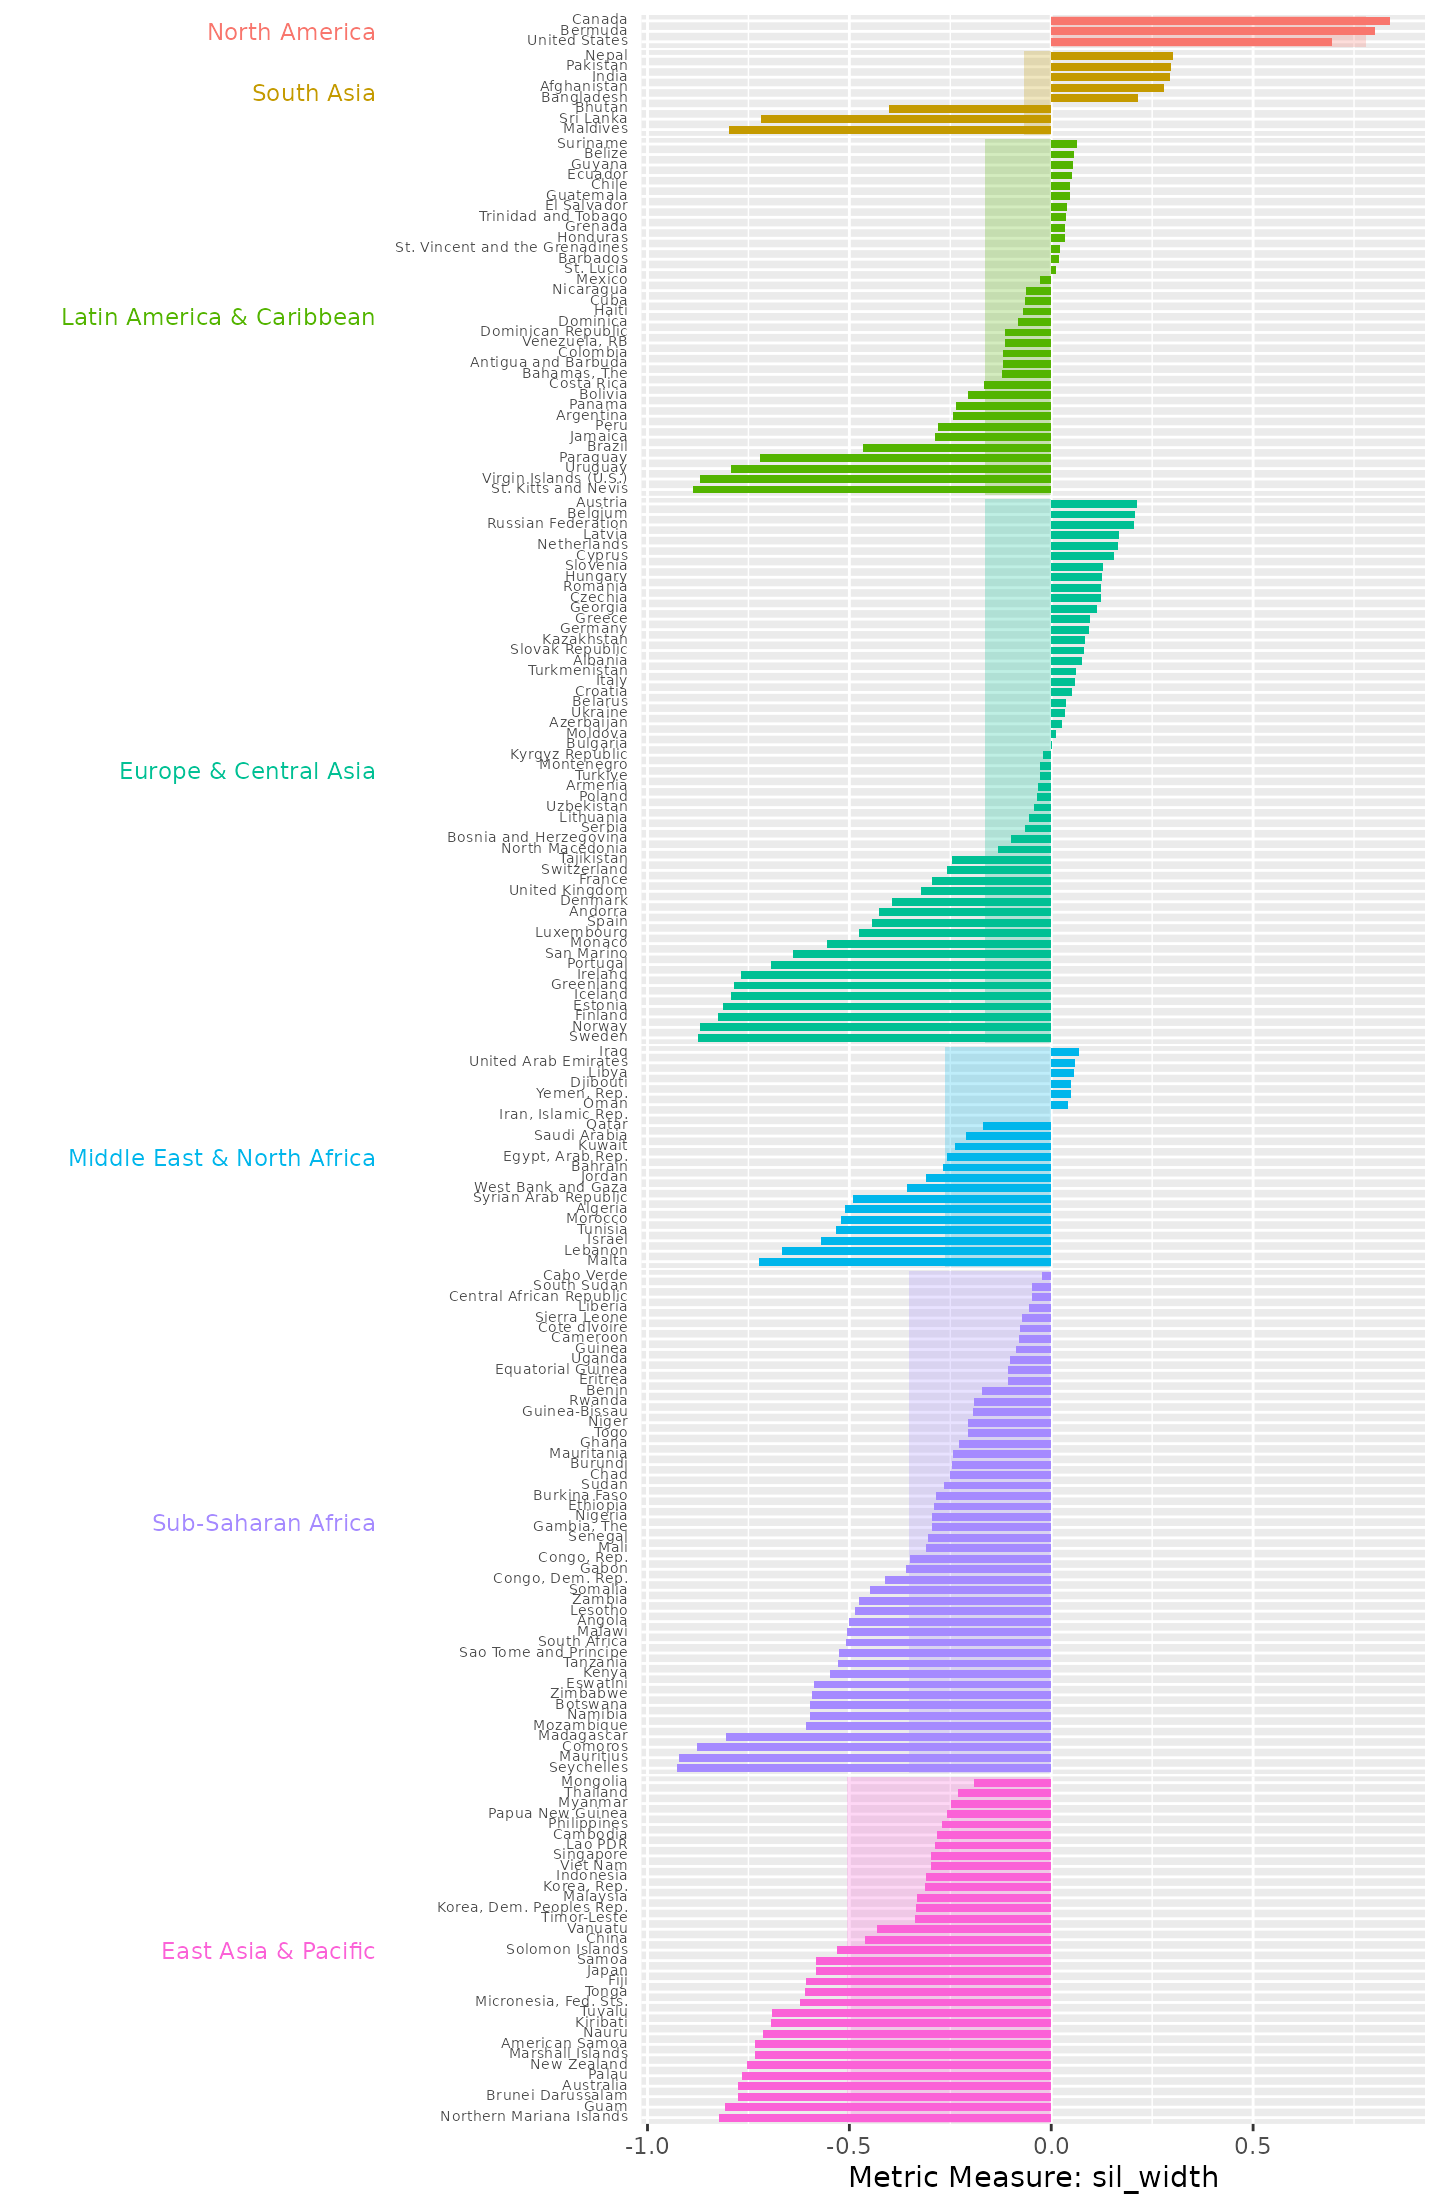 North America
Canada
Bermuda
United States
South Asia
Nepal
Pakistan
India
Afghanistan
Bangladesh
Bhutan
Sri Lanka
Maldives
Latin America & Caribbean
Suriname
Belize
Guyana
Ecuador
Chile
Guatemala
El Salvador
Trinidad and Tobago
Grenada
Honduras
St. Vincent and the Grenadines
Barbados
St. Lucia
Mexico
Nicaragua
Cuba
Haiti
Dominica
Dominican Republic
Venezuela, RB
Colombia
Antigua and Barbuda
Bahamas, The
Costa Rica
Bolivia
Panama
Argentina
Peru
Jamaica
Brazil
Paraguay
Uruguay
Virgin Islands (U.S.)
St. Kitts and Nevis
Europe & Central Asia
Austria
Belgium
Russian Federation
Latvia
Netherlands
Cyprus
Slovenia
Hungary
Romania
Czechia
Georgia
Greece
Germany
Kazakhstan
Slovak Republic
Albania
Turkmenistan
Italy
Croatia
Belarus
Ukraine
Azerbaijan
Moldova
Bulgaria
Kyrgyz Republic
Montenegro
Turkiye
Armenia
Poland
Uzbekistan
Lithuania
Serbia
Bosnia and Herzegovina
North Macedonia
Tajikistan
Switzerland
France
United Kingdom
Denmark
Andorra
Spain
Luxembourg
Monaco
San Marino
Portugal
Ireland
Greenland
Iceland
Estonia
Finland
Norway
Sweden
Middle East & North Africa
Iraq
United Arab Emirates
Libya
Djibouti
Yemen, Rep.
Oman
Iran, Islamic Rep.
Qatar
Saudi Arabia
Kuwait
Egypt, Arab Rep.
Bahrain
Jordan
West Bank and Gaza
Syrian Arab Republic
Algeria
Morocco
Tunisia
Israel
Lebanon
Malta
Sub-Saharan Africa
Cabo Verde
South Sudan
Central African Republic
Liberia
Sierra Leone
Cote dIvoire
Cameroon
Guinea
Uganda
Equatorial Guinea
Eritrea
Benin
Rwanda
Guinea-Bissau
Niger
Togo
Ghana
Mauritania
Burundi
Chad
Sudan
Burkina Faso
Ethiopia
Nigeria
Gambia, The
Senegal
Mali
Congo, Rep.
Gabon
Congo, Dem. Rep.
Somalia
Zambia
Lesotho
Angola
Malawi
South Africa
Sao Tome and Principe
Tanzania
Kenya
Eswatini
Zimbabwe
Botswana
Namibia
Mozambique
Madagascar
Comoros
Mauritius
Seychelles
East Asia & Pacific
Mongolia
Thailand
Myanmar
Papua New Guinea
Philippines
Cambodia
Lao PDR
Singapore
Viet Nam
Indonesia
Korea, Rep.
Malaysia
Korea, Dem. Peoples Rep.
Timor-Leste
Vanuatu
China
Solomon Islands
Samoa
Japan
Fiji
Tonga
Micronesia, Fed. Sts.
Tuvalu
Kiribati
Nauru
American Samoa
Marshall Islands
New Zealand
Palau
Australia
Brunei Darussalam
Guam
Northern Mariana Islands
-1.0 -0.5 0.0 0.5
Metric Measure: sil_width